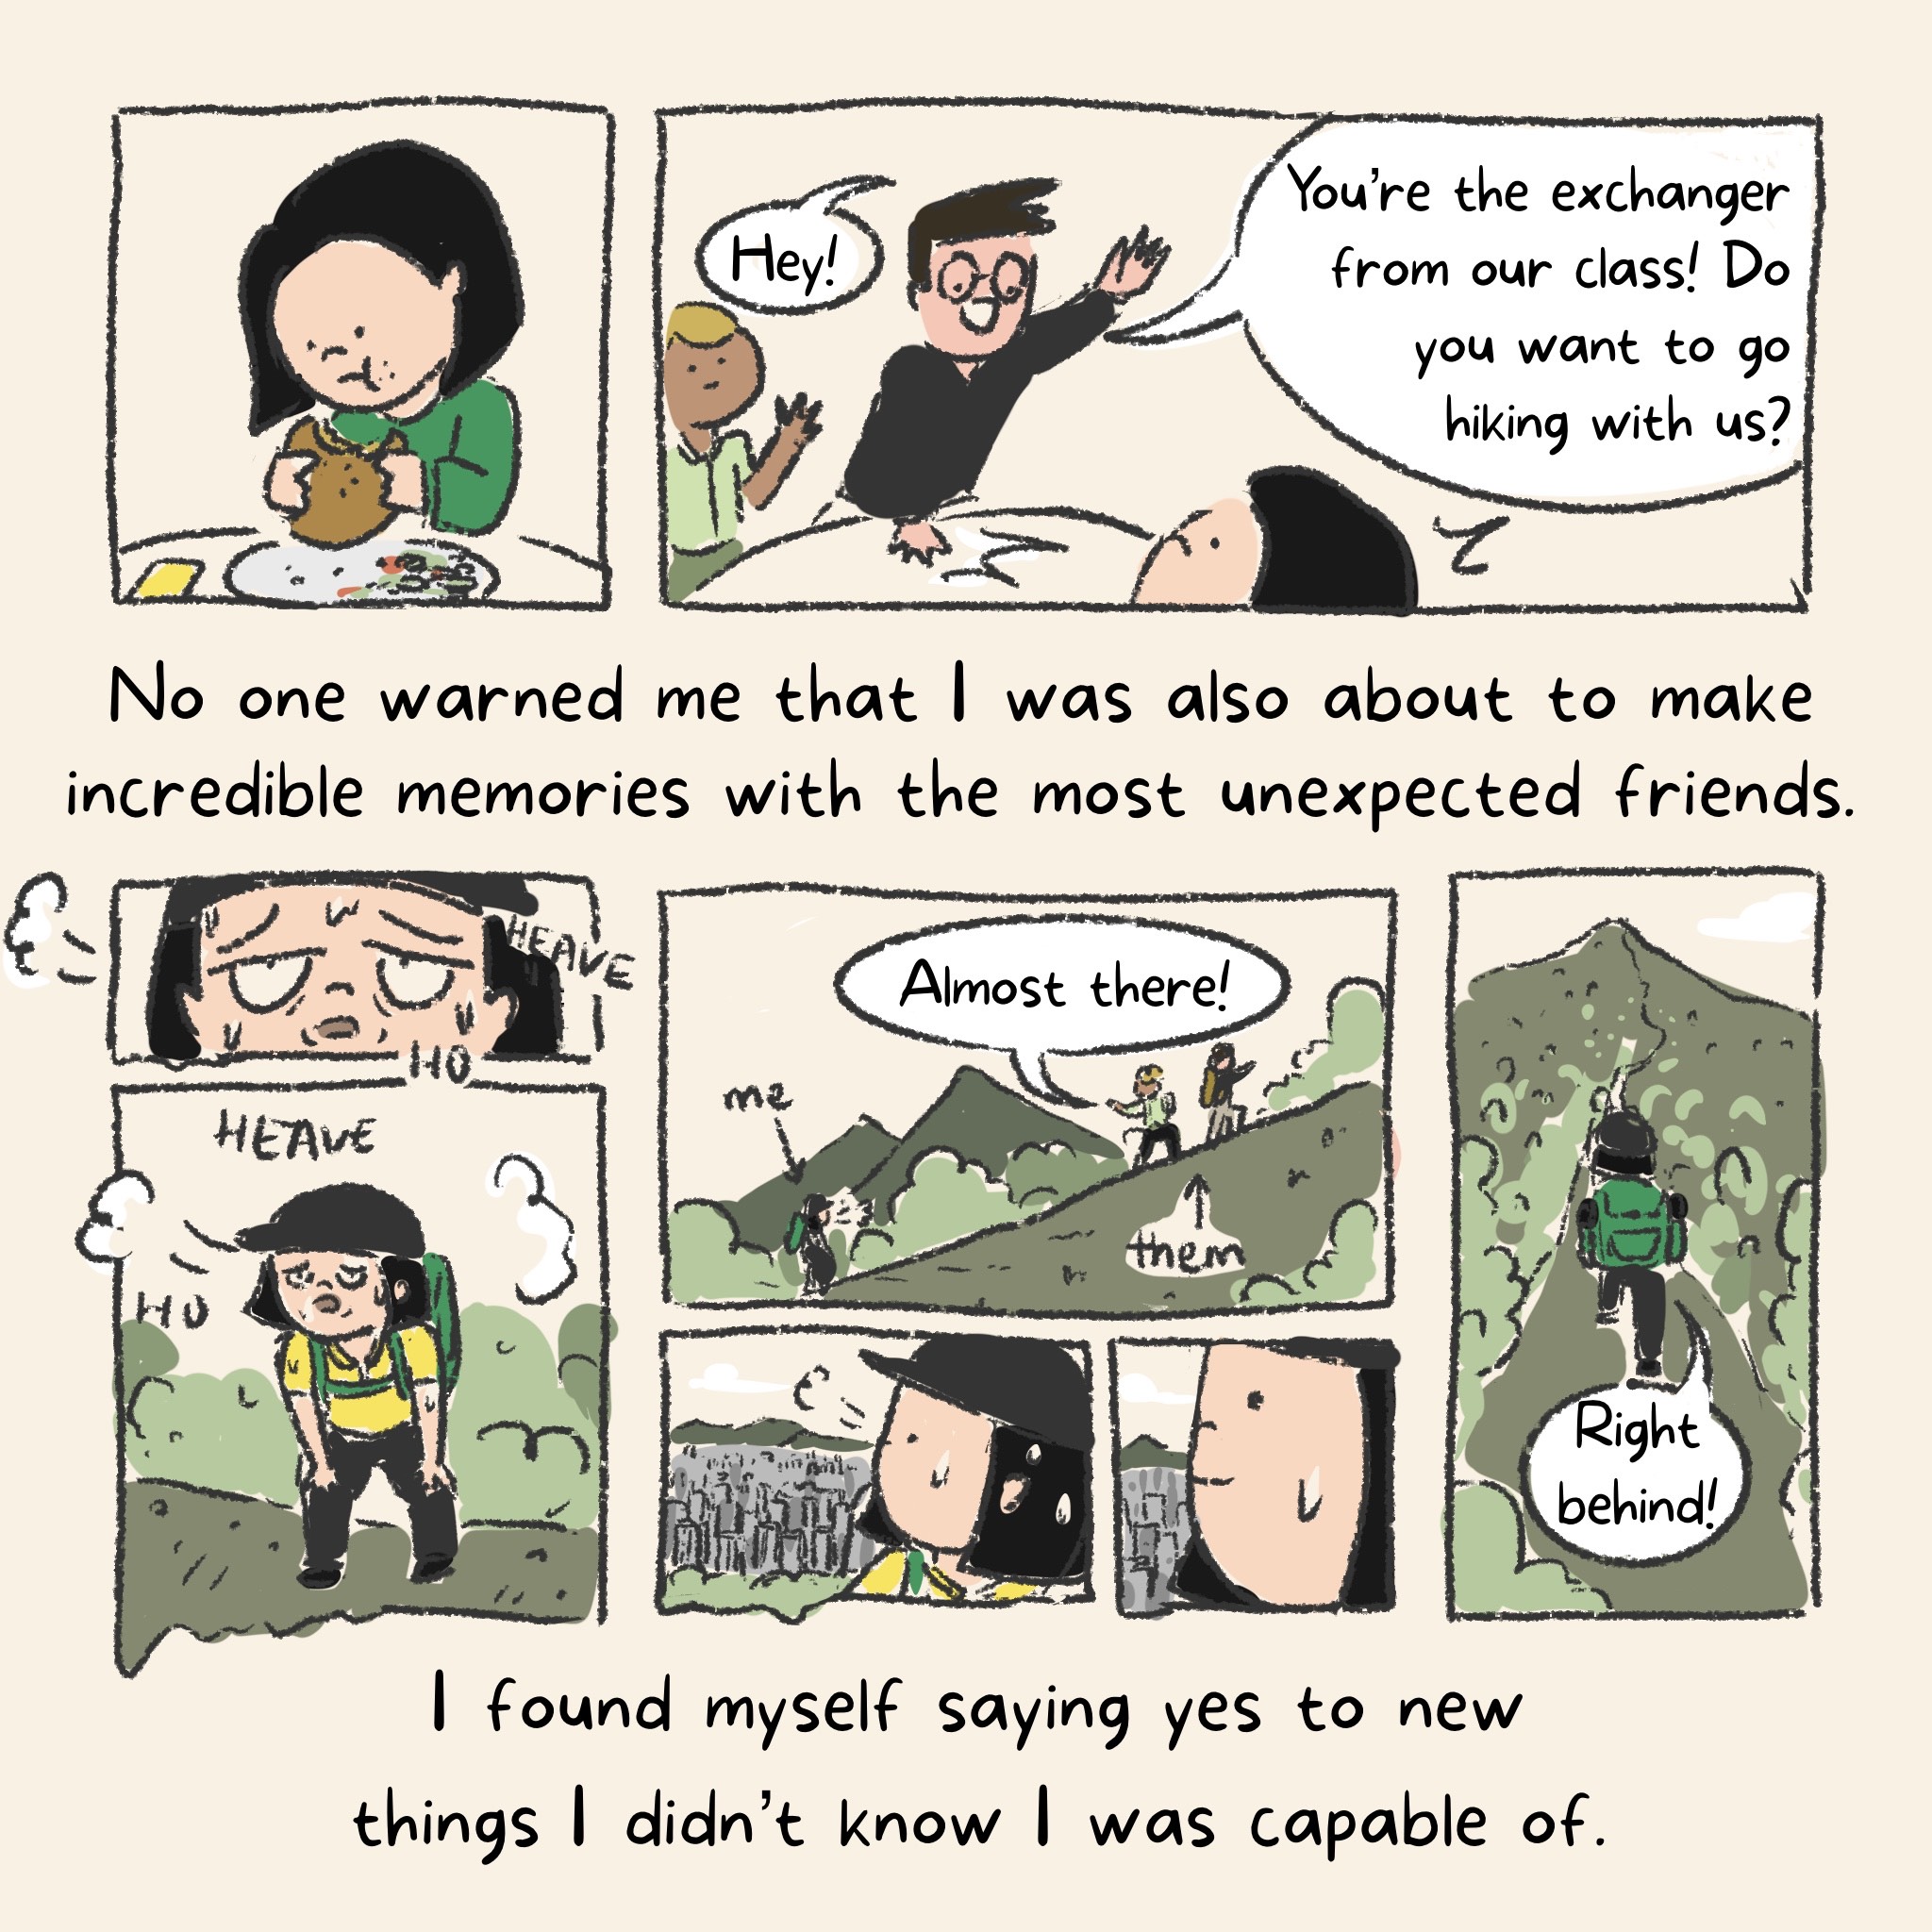 Hey!
You're the exchanger
from our class! Do
you want to go
hiking with us?
No one warned me that I was also about to make
incredible memories with the most unexpected friends.
HEAVE
HO
HEAVE
HO
Almost there!
me
them
Right
behind!
I found myself saying yes to new
things I didn't know I was capable of.